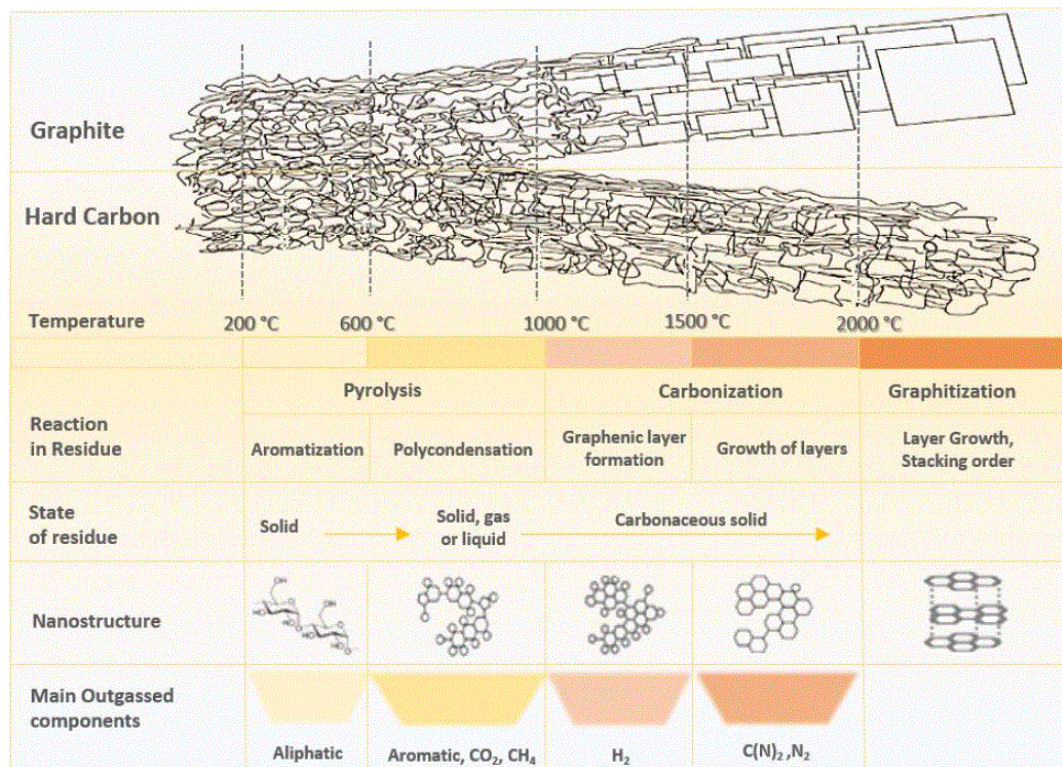 Graphite
Hard Carbon
Temperature 200 °C 600 °C 1000 °C 1500 °C 2000 °C
Pyrolysis Carbonization Graphitization
Reaction
in Residue
Aromatization Polycondensation
Graphenic layer
formation
Growth of layers
Layer Growth,
Stacking order
State
of residue
Solid
Solid, gas
or liquid
Carbonaceous solid
Nanostructure
OH
Main Outgassed
components
Aliphatic Aromatic, CO₂, CH₄ H₂ C(N)₂ ,N₂